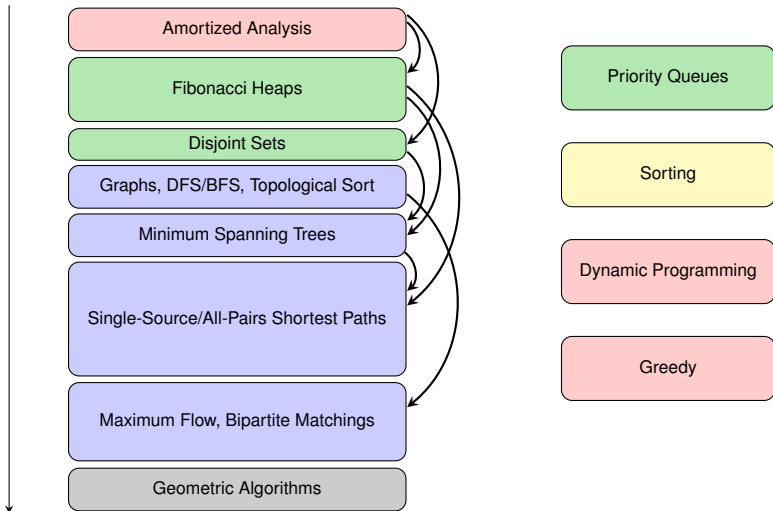 Amortized Analysis
Fibonacci Heaps
Disjoint Sets
Graphs, DFS/BFS, Topological Sort
Minimum Spanning Trees
Single-Source/All-Pairs Shortest Paths
Maximum Flow, Bipartite Matchings
Geometric Algorithms
Priority Queues
Sorting
Dynamic Programming
Greedy